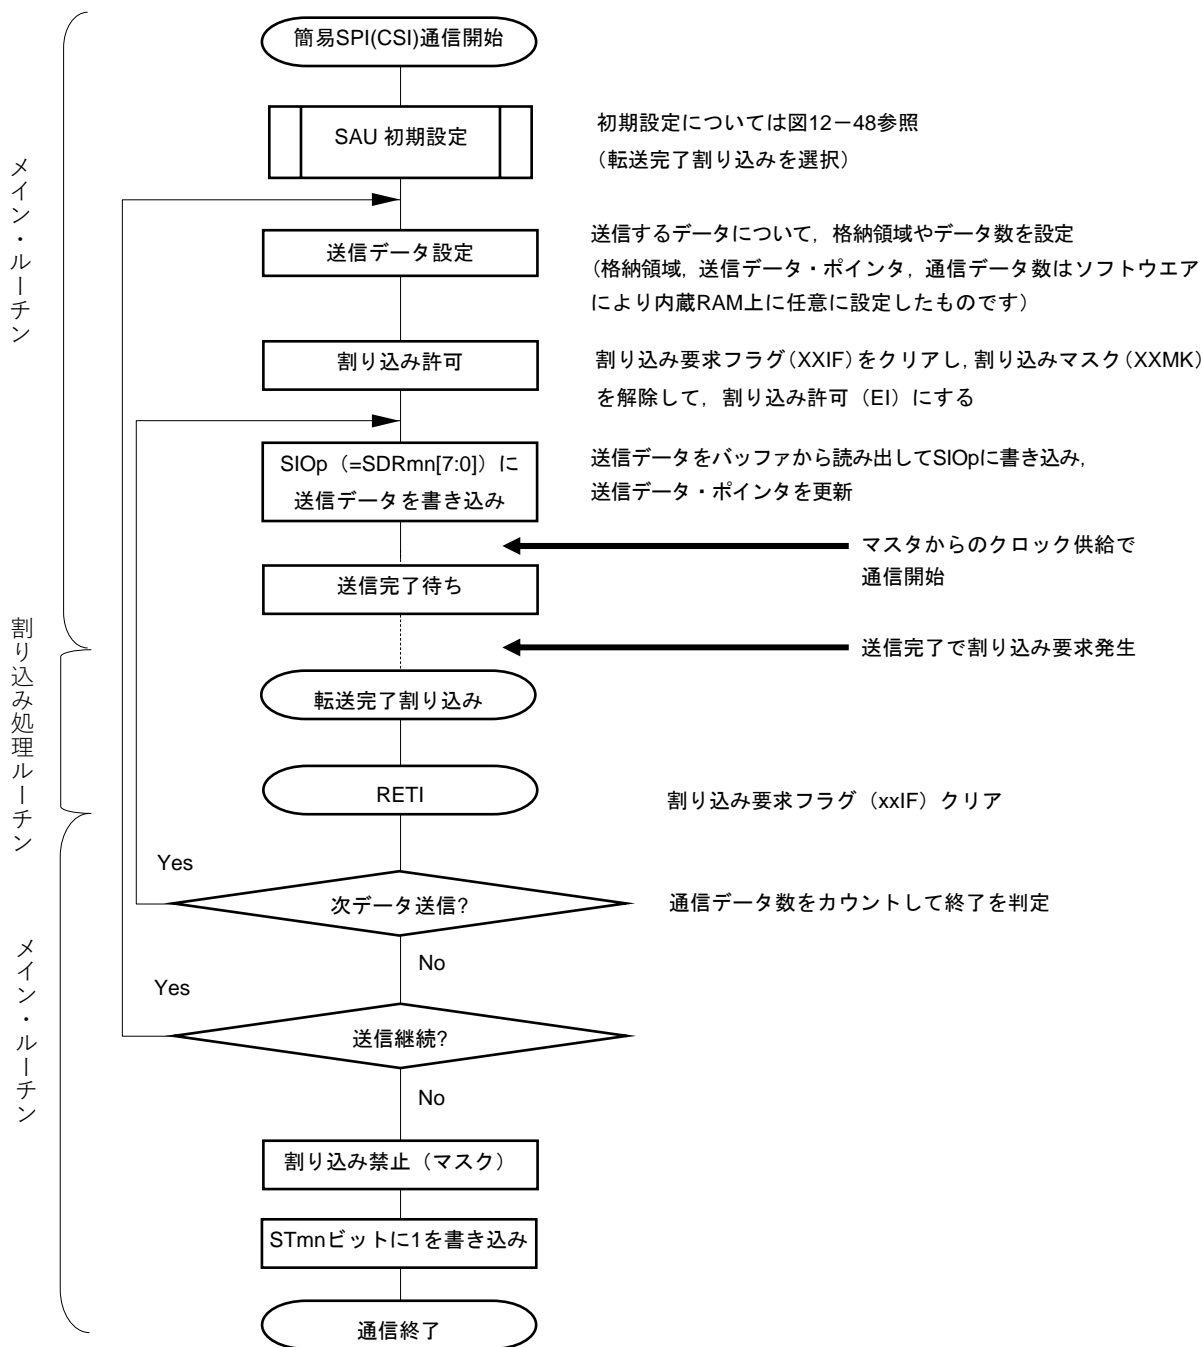 簡易SPI(CSI)通信開始
SAU 初期設定
初期設定については図12－48参照
（転送完了割り込みを選択）
メイン・ルーチン
送信データ設定
送信するデータについて，格納領域やデータ数を設定
（格納領域，送信データ・ポインタ，通信データ数はソフトウエア
により内蔵RAM上に任意に設定したものです）
割り込み許可
割り込み要求フラグ（XXIF）をクリアし，割り込みマスク（XXMK）
を解除して，割り込み許可（EI）にする
SIOp（=SDRmn[7:0]）に
送信データを書き込み
送信データをバッファから読み出してSIOpに書き込み，
送信データ・ポインタを更新
マスタからのクロック供給で
通信開始
送信完了待ち
送信完了で割り込み要求発生
割り込み処理ルーチン
転送完了割り込み
RETI
割り込み要求フラグ（xxIF）クリア
Yes
次データ送信?
通信データ数をカウントして終了を判定
No
メイン・ルーチン
Yes
送信継続?
No
割り込み禁止（マスク）
STmnビットに1を書き込み
通信終了